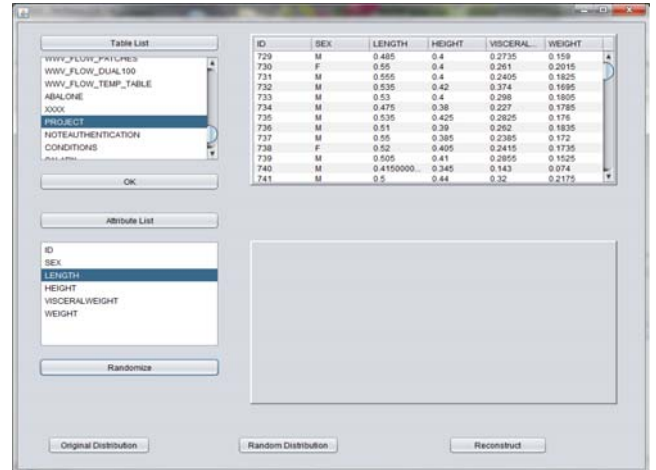 Table List
WWV_FLOW_PATCHES
WWV_FLOW_DUAL100
WWV_FLOW_TEMP_TABLE
ABALONE
XXXX
PROJECT
NOTEAUTHENTICATION
CONDITIONS
SALARY
OK
Attribute List
ID
SEX
LENGTH
HEIGHT
VISCERALWEIGHT
WEIGHT
Randomize
ID SEX LENGTH HEIGHT VISCERAL... WEIGHT
729 M 0.485 0.4 0.2735 0.159
730 F 0.55 0.4 0.261 0.2015
731 M 0.555 0.4 0.2405 0.1825
732 M 0.535 0.42 0.374 0.1695
733 M 0.53 0.4 0.298 0.1805
734 M 0.475 0.38 0.227 0.1785
735 M 0.535 0.425 0.2825 0.176
736 M 0.51 0.39 0.262 0.1835
737 M 0.55 0.385 0.2385 0.172
738 F 0.52 0.405 0.2415 0.1735
739 M 0.505 0.41 0.2855 0.1525
740 M 0.4150000... 0.345 0.143 0.074
741 M 0.5 0.44 0.32 0.2175
Original Distribution
Random Distribution
Reconstruct